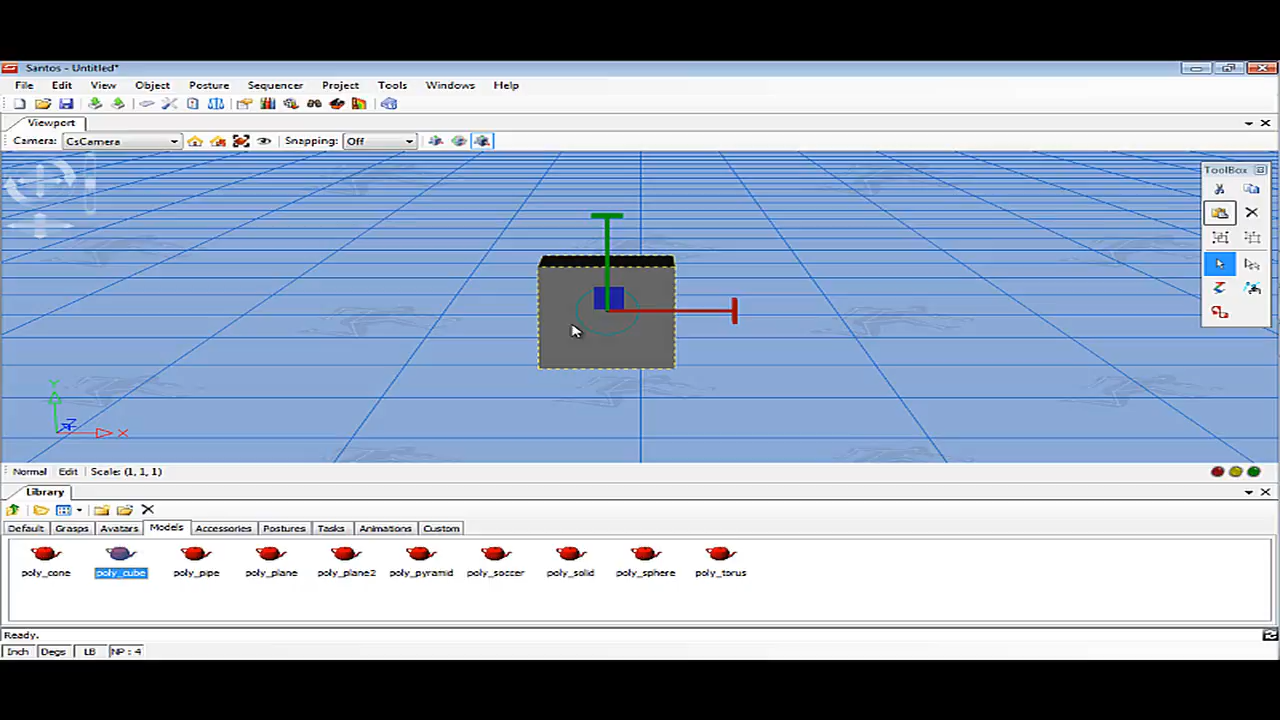 Santos - Untitled*
File Edit View Object Posture Sequencer Project Tools Windows Help
Viewport
Camera: CsCamera Snapping: Off
ToolBox
Y
Z
X
Normal Edit Scale: (1, 1, 1)
Library
Default Grasps Avatars Models Accessories Postures Tasks Animations Custom
poly_cone poly_cube poly_pipe poly_plane poly_plane2 poly_pyramid poly_soccer poly_solid poly_sphere poly_torus
Ready.
Inch Degs LB NP : 4